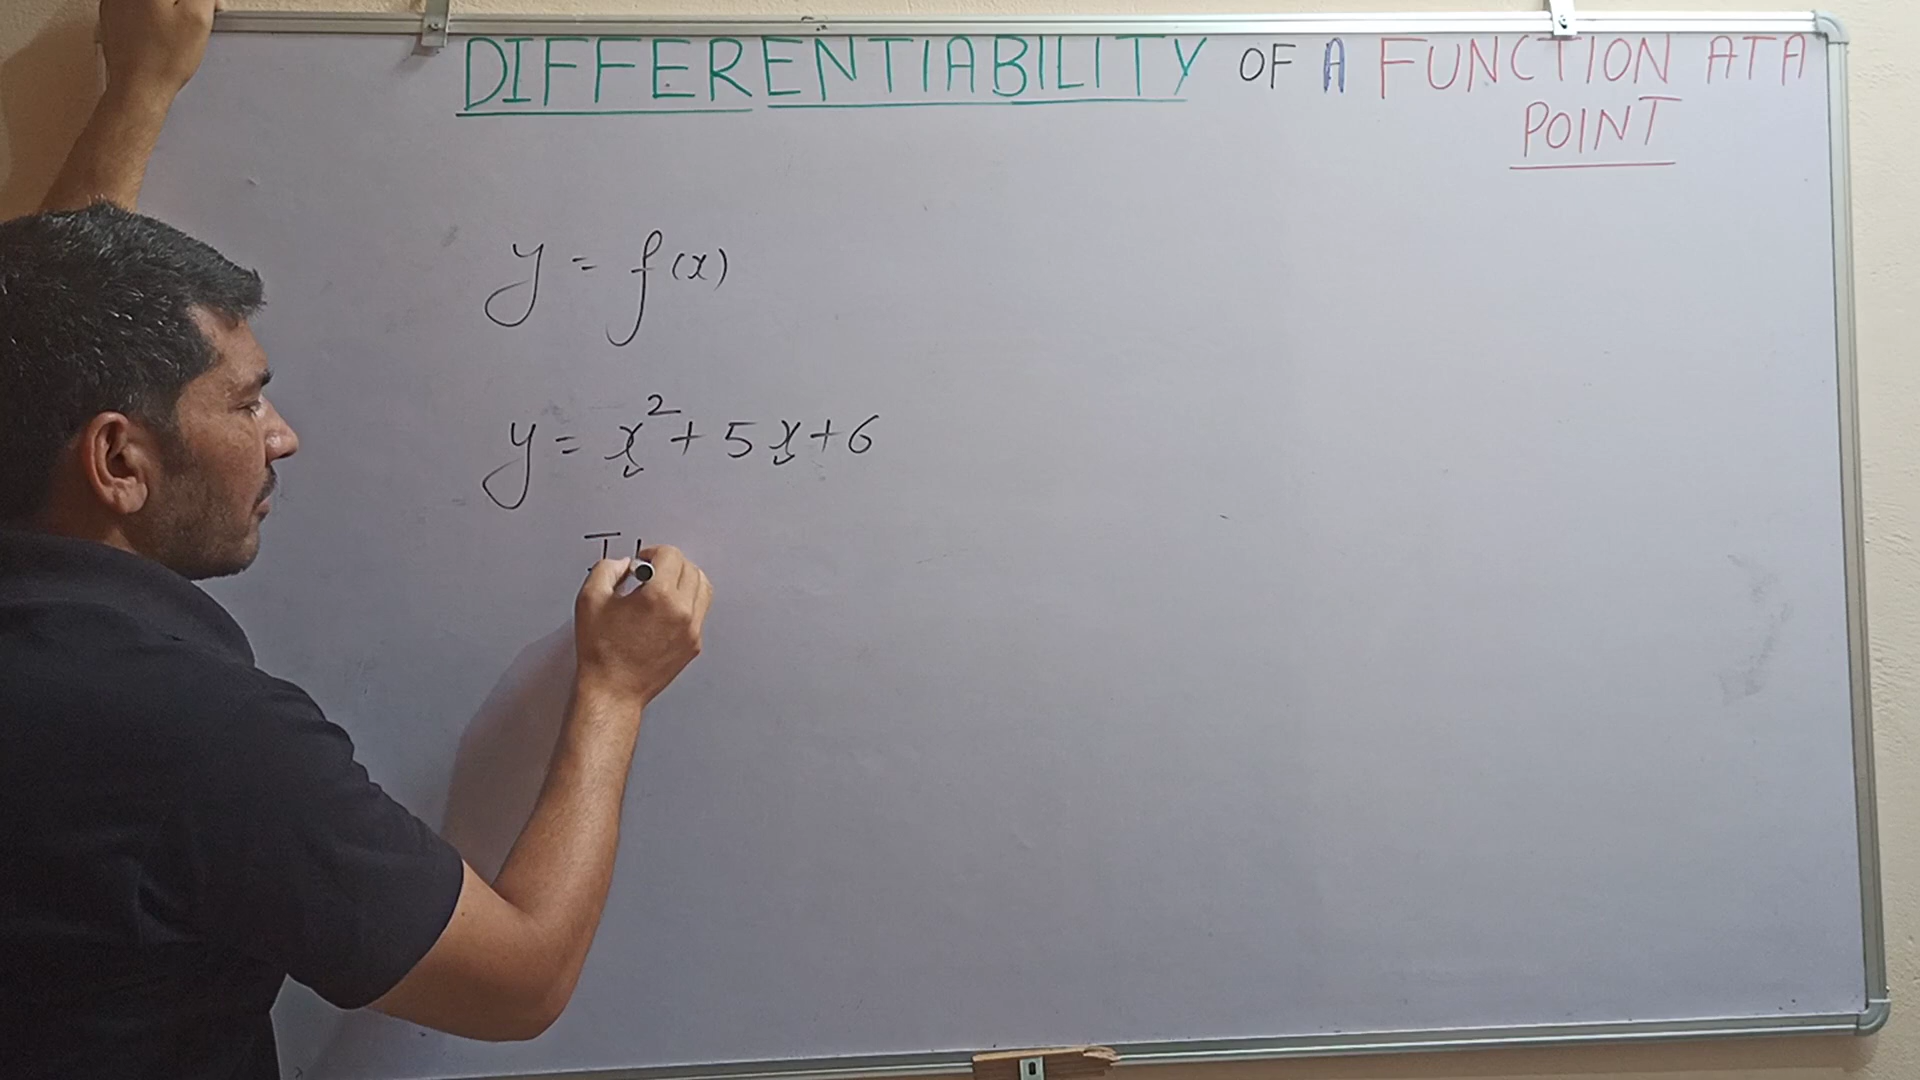 DIFFERENTIABILITY OF A FUNCTION AT A
POINT
y = f(x)
y = x² + 5x + 6